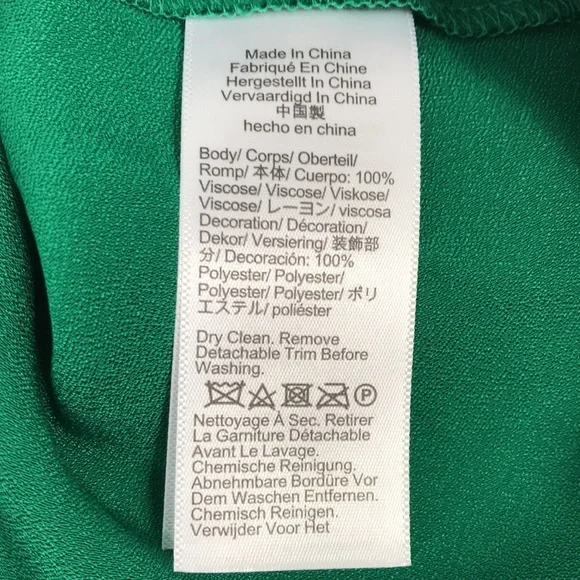 Made In China
Fabriqué En Chine
Hergestellt In China
Vervaardigd In China
中国製
hecho en china
Body/ Corps/ Oberteil/
Romp/ 本体/ Cuerpo: 100%
Viscose/ Viscose/ Viskose/
Viscose/ レーヨン/ viscosa
Decoration/ Décoration/
Dekor/ Versiering/ 装飾部
分/ Decoración: 100%
Polyester/ Polyester/
Polyester/ Polyester/ ポリ
エステル/ poliéster
Dry Clean. Remove
Detachable Trim Before
Washing.
P
Nettoyage À Sec. Retirer
La Garniture Détachable
Avant Le Lavage.
Chemische Reinigung.
Abnehmbare Bordüre Vor
Dem Waschen Entfernen.
Chemisch Reinigen.
Verwijder Voor Het